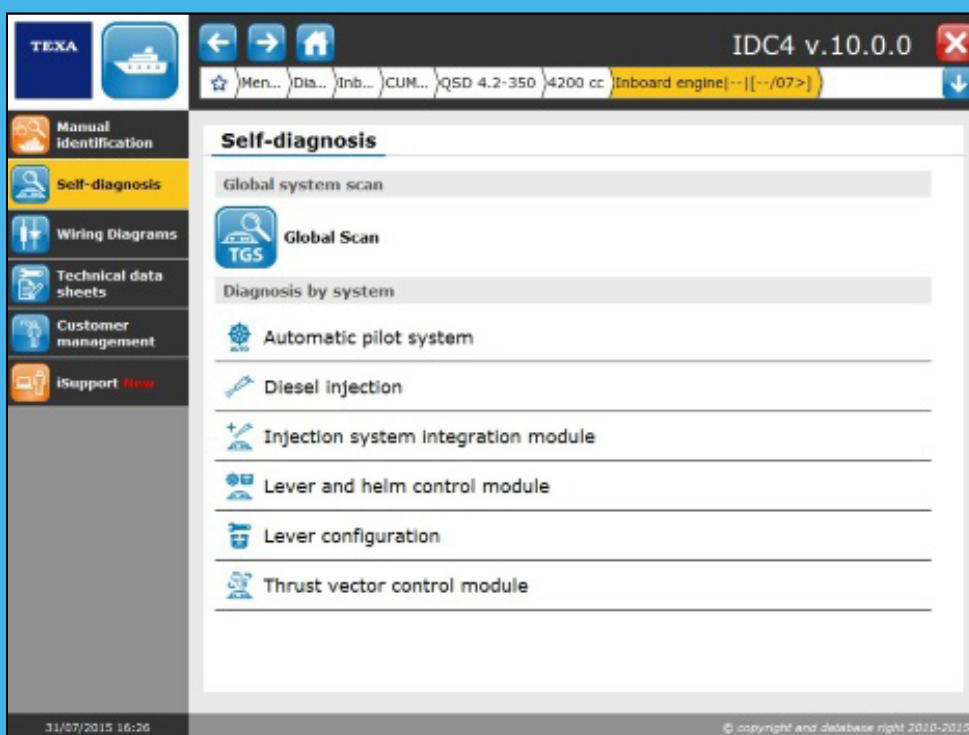 TEXA
IDC4 v.10.0.0
Men... Dia... Inb... CUM... QSD 4.2-350 4200 cc Inboard engine|--|[--/07>]
Manual
identification
Self-diagnosis
Wiring Diagrams
Technical data
sheets
Customer
management
iSupport New
Self-diagnosis
Global system scan
TGS
Global Scan
Diagnosis by system
AUTO
Automatic pilot system
Diesel injection
Injection system integration module
Lever and helm control module
Lever configuration
Thrust vector control module
31/07/2015 16:26
© copyright and database right 2010-2015